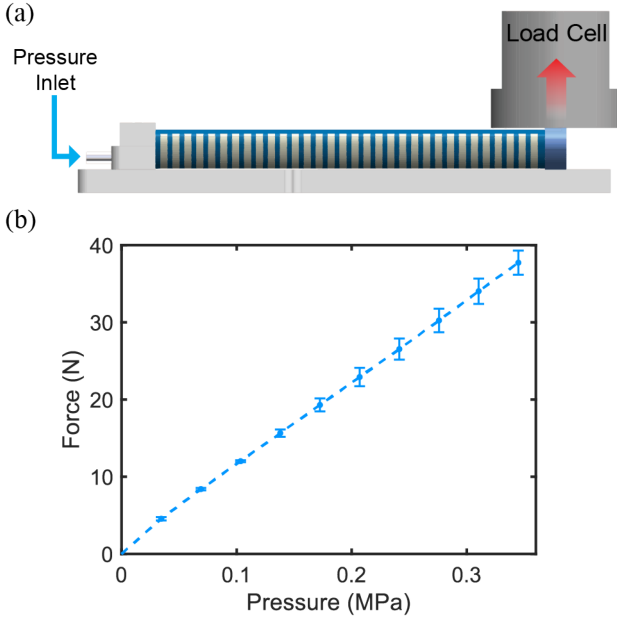 (a)
Pressure
Inlet
Load Cell
(b)
40
30
20
10
0
Force (N)
0
0.1
0.2
0.3
Pressure (MPa)